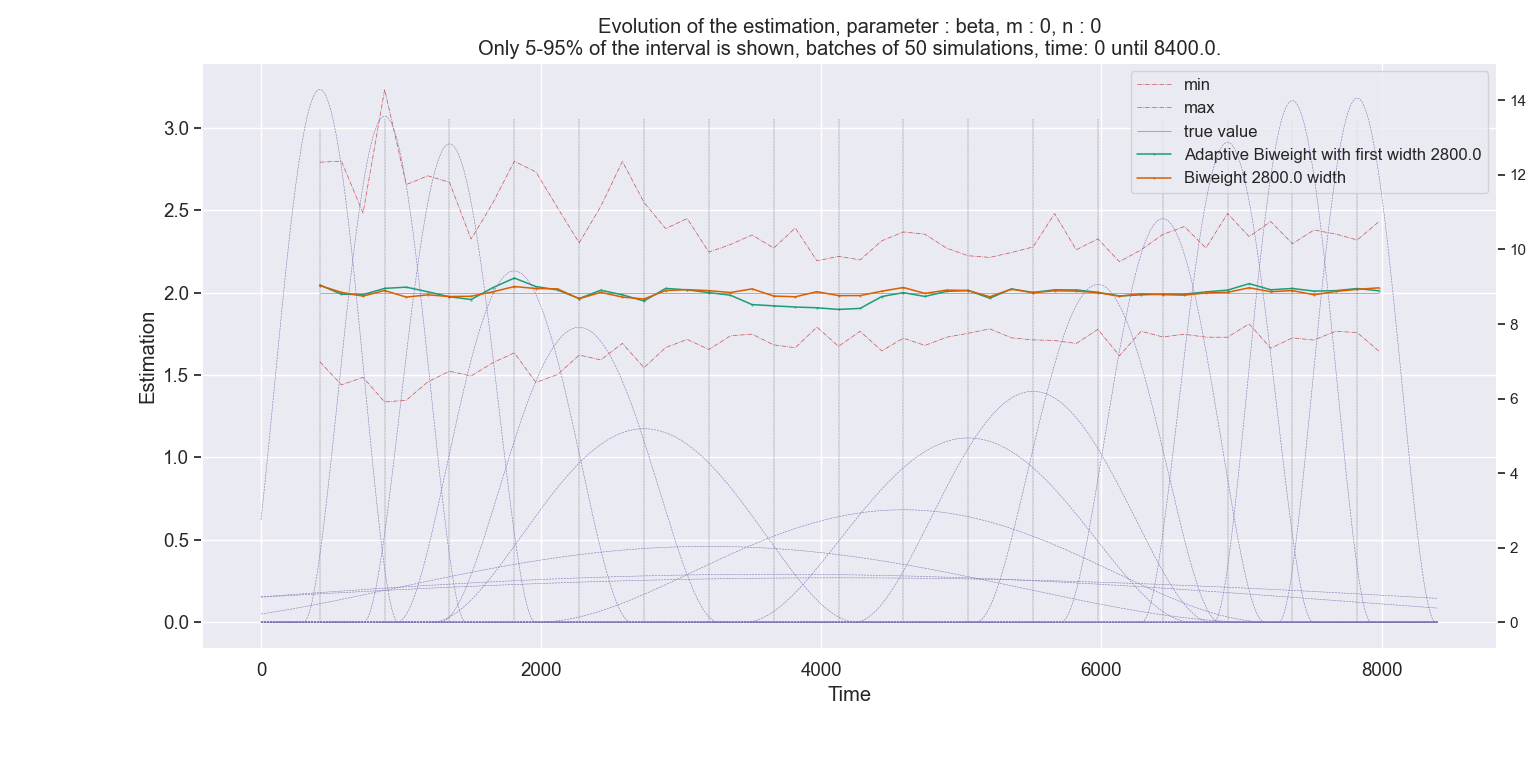 Evolution of the estimation, parameter : beta, m : 0, n : 0
Only 5-95% of the interval is shown, batches of 50 simulations, time: 0 until 8400.0.
min
max
true value
Adaptive Biweight with first width 2800.0
Biweight 2800.0 width
Estimation
3.0
2.5
2.0
1.5
1.0
0.5
0.0
14
12
10
8
6
4
2
0
0
2000
4000
6000
8000
Time